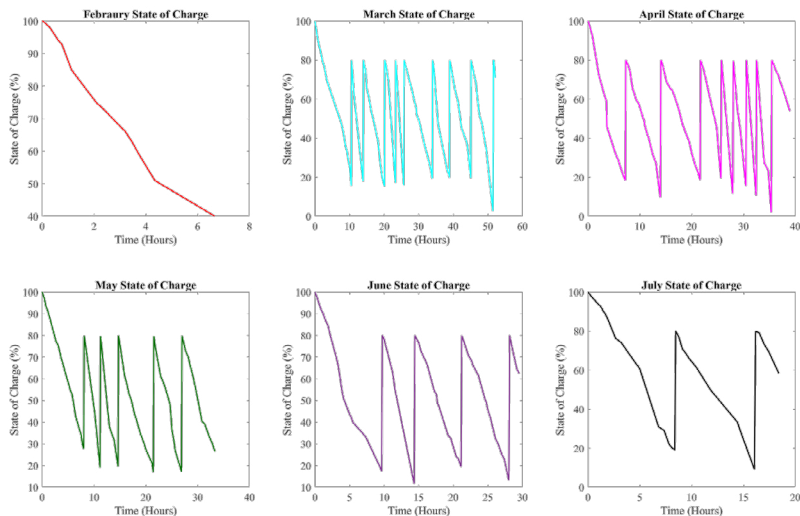 Febraury State of Charge
100
90
80
70
60
50
40
State of Charge (%)
0 2 4 6 8
Time (Hours)
March State of Charge
100
80
60
40
20
0
State of Charge (%)
0 10 20 30 40 50 60
Time (Hours)
April State of Charge
100
80
60
40
20
0
State of Charge (%)
0 10 20 30 40
Time (Hours)
May State of Charge
100
90
80
70
60
50
40
30
20
10
State of Charge (%)
0 10 20 30 40
Time (Hours)
June State of Charge
100
90
80
70
60
50
40
30
20
10
State of Charge (%)
0 5 10 15 20 25 30
Time (Hours)
July State of Charge
100
80
60
40
20
0
State of Charge (%)
0 5 10 15 20
Time (Hours)